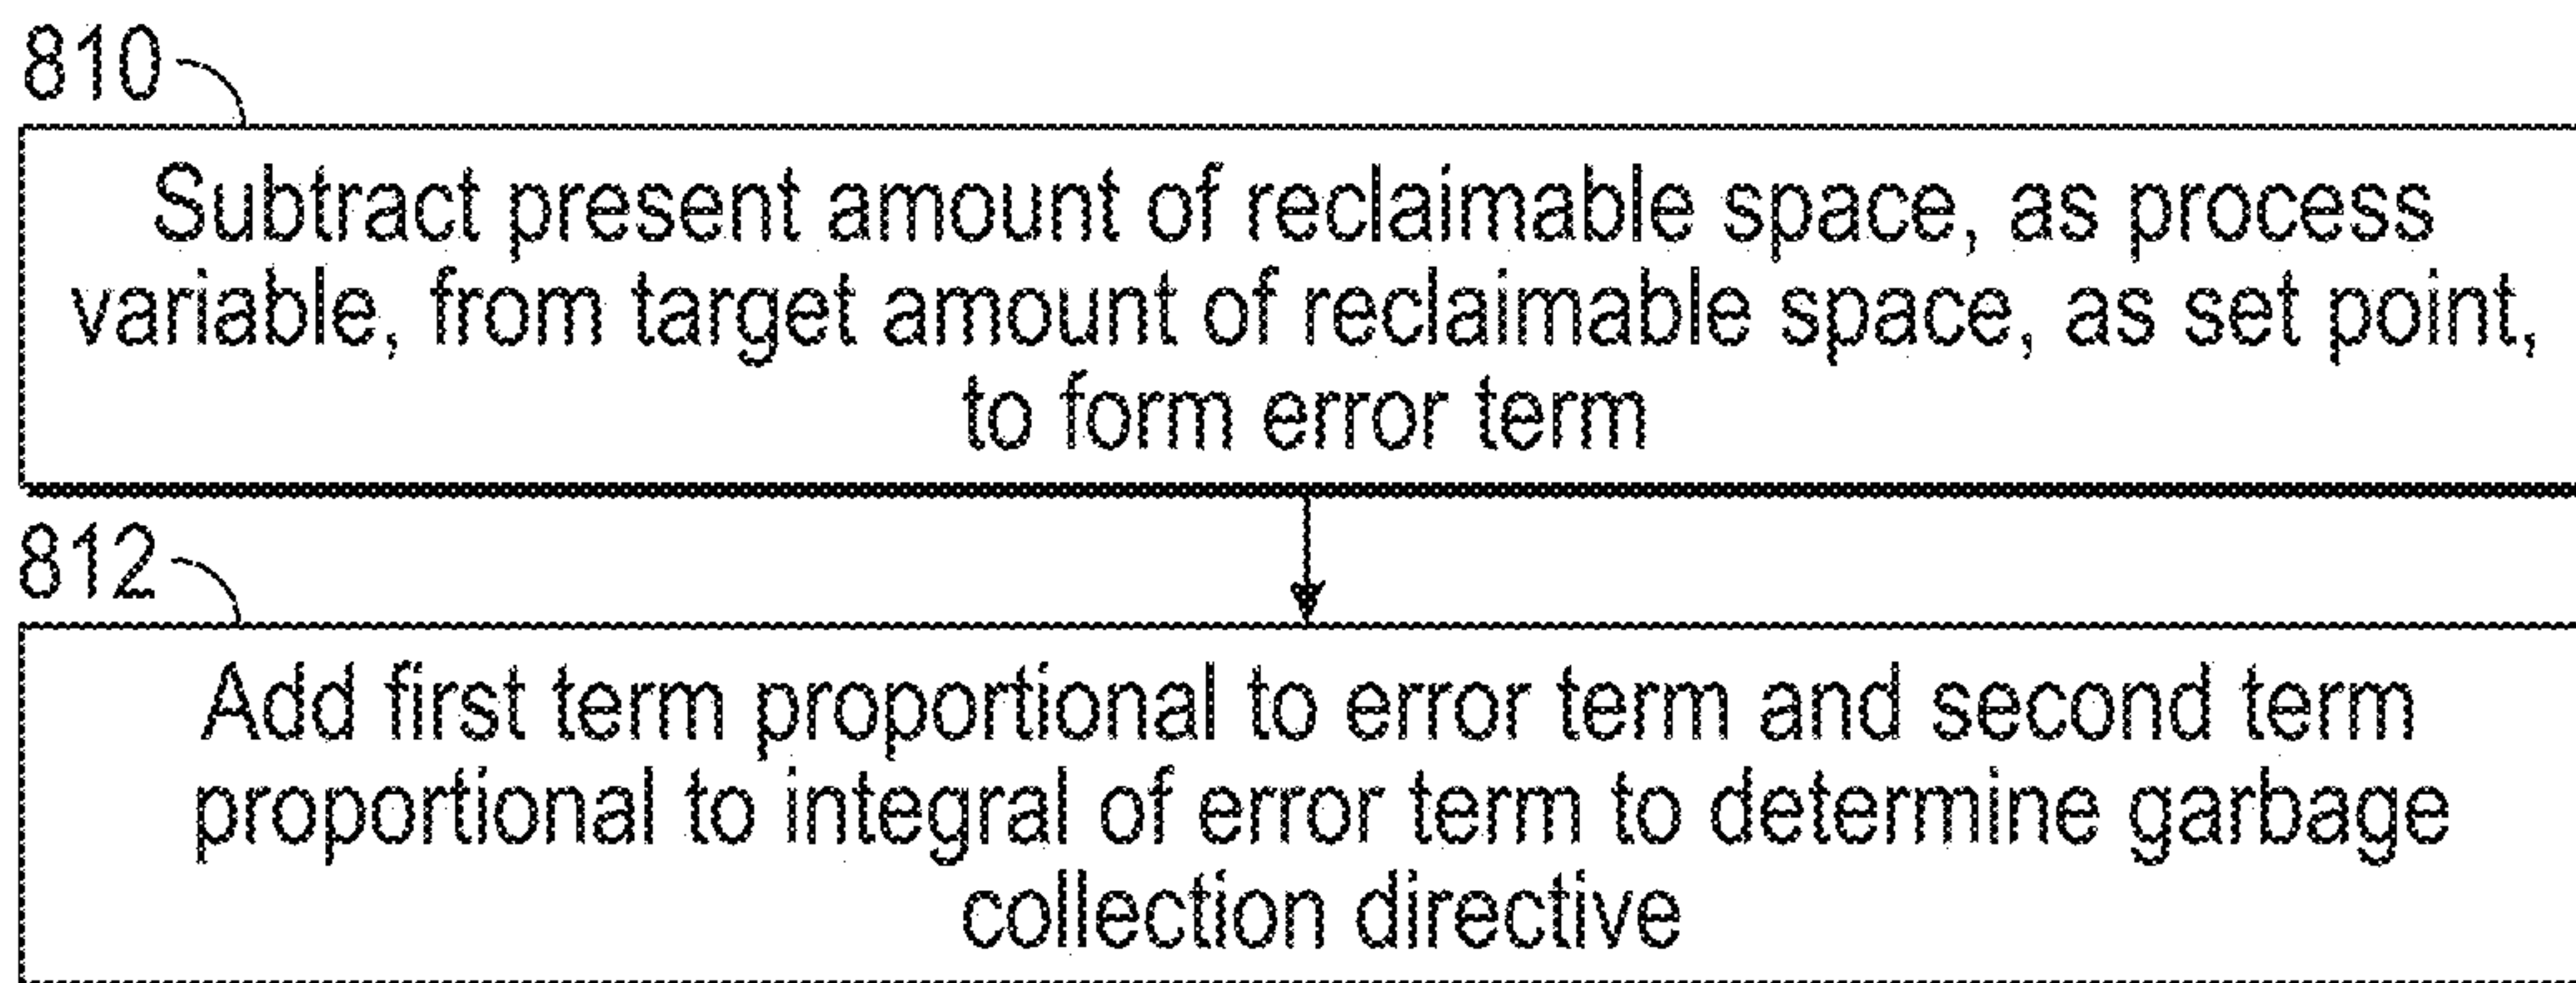 810
Subtract present amount of reclaimable space, as process
variable, from target amount of reclaimable space, as set point,
to form error term
812
Add first term proportional to error term and second term
proportional to integral of error term to determine garbage
collection directive